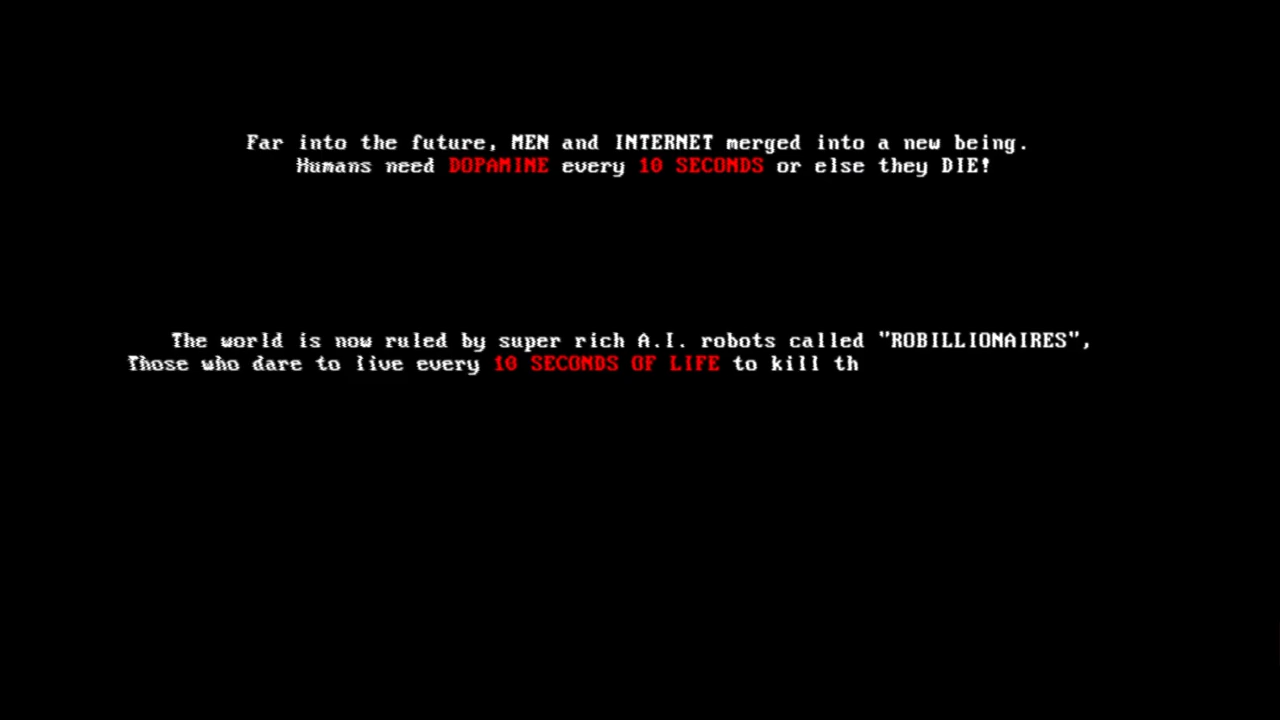 Far into the future, MEN and INTERNET merged into a new being.
Humans need DOPAMINE every 10 SECONDS or else they DIE!
The world is now ruled by super rich A.I. robots called "ROBILLIONAIRES",
Those who dare to live every 10 SECONDS OF LIFE to kill th